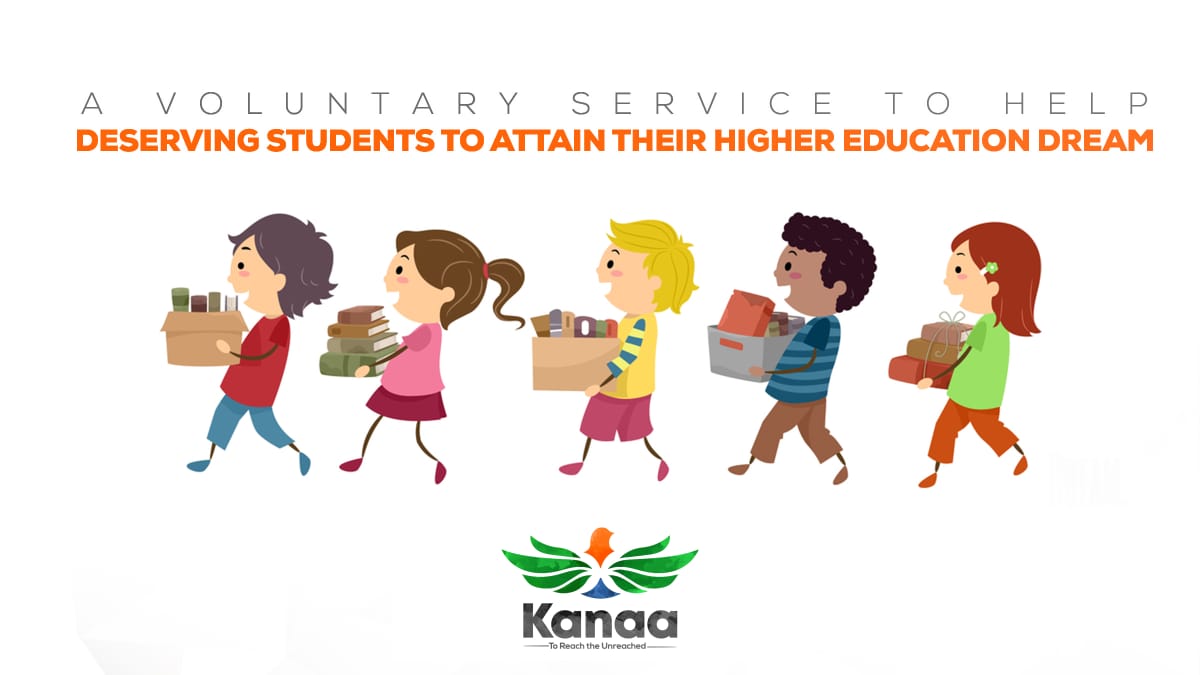 A VOLUNTARY SERVICE TO HELP
DESERVING STUDENTS TO ATTAIN THEIR HIGHER EDUCATION DREAM
Kanaa
To Reach the Unreached